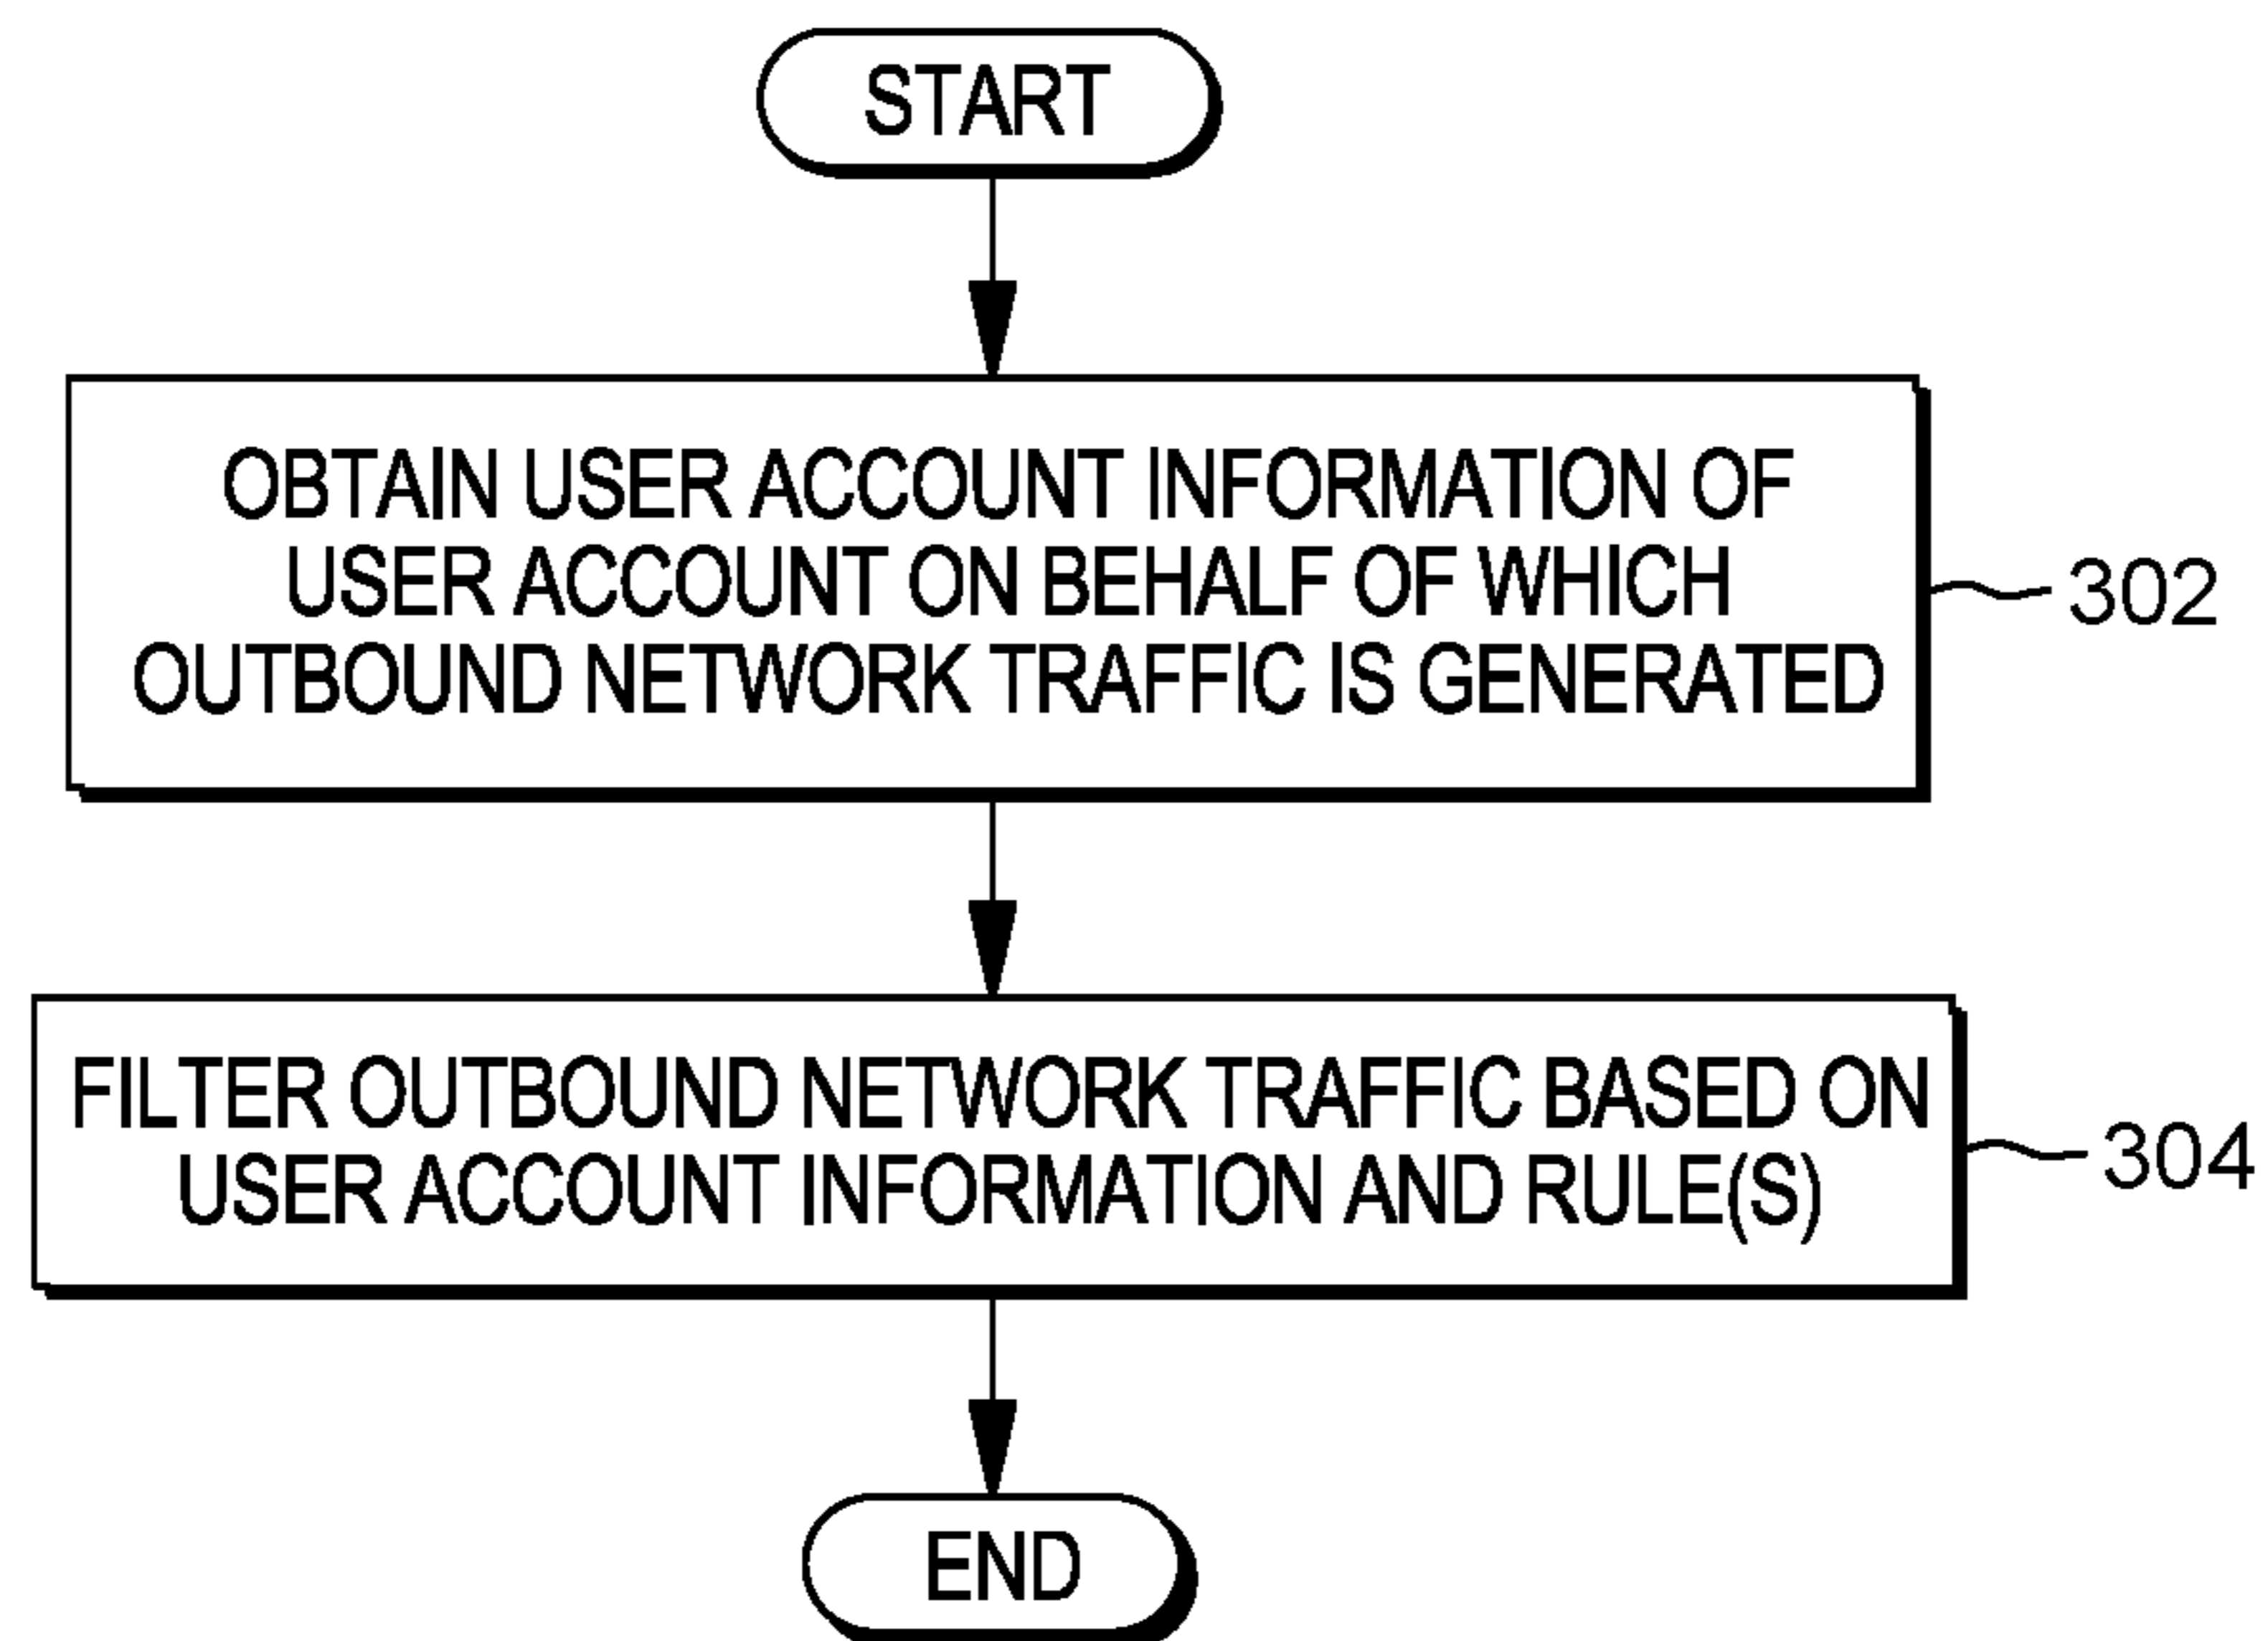 START
OBTAIN USER ACCOUNT INFORMATION OF
USER ACCOUNT ON BEHALF OF WHICH
OUTBOUND NETWORK TRAFFIC IS GENERATED
302
FILTER OUTBOUND NETWORK TRAFFIC BASED ON
USER ACCOUNT INFORMATION AND RULE(S)
304
END